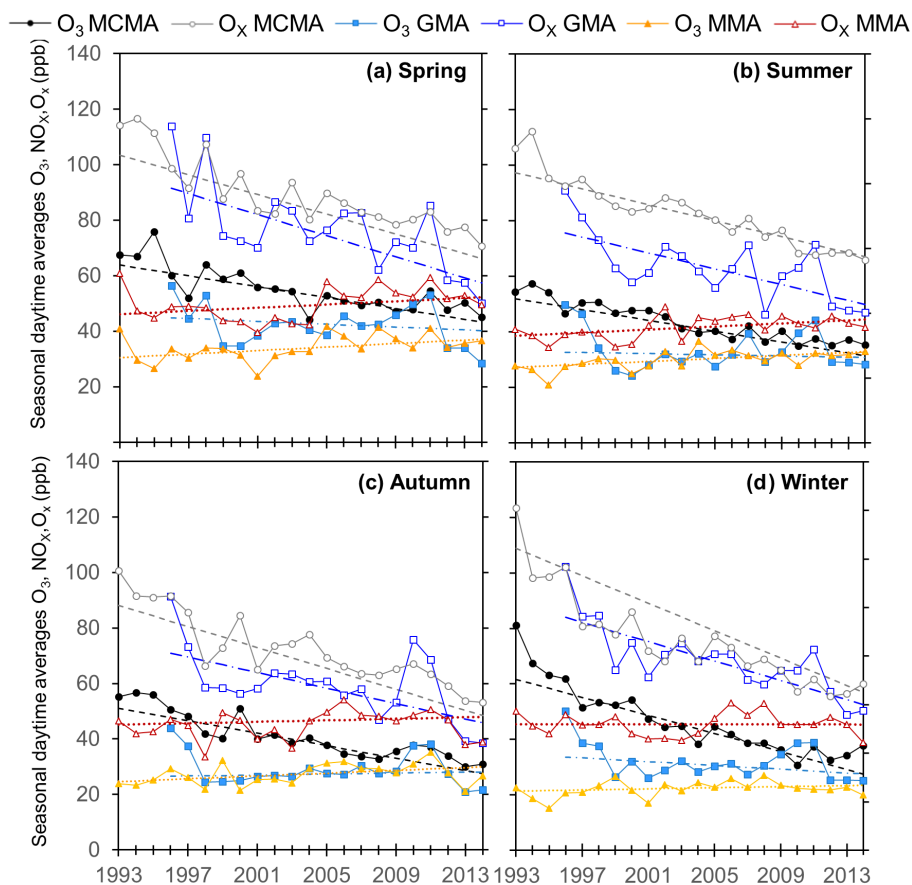 O3 MCMA OX MCMA O3 GMA OX GMA O3 MMA OX MMA
Seasonal daytime averages O3, NOX,Ox (ppb)
140
120
100
80
60
40
20
(a) Spring
(b) Summer
Seasonal daytime averages O3, NOX,Ox (ppb)
140
120
100
80
60
40
20
0
(c) Autumn
(d) Winter
1993 1997 2001 2005 2009 2013
1993 1997 2001 2005 2009 2013